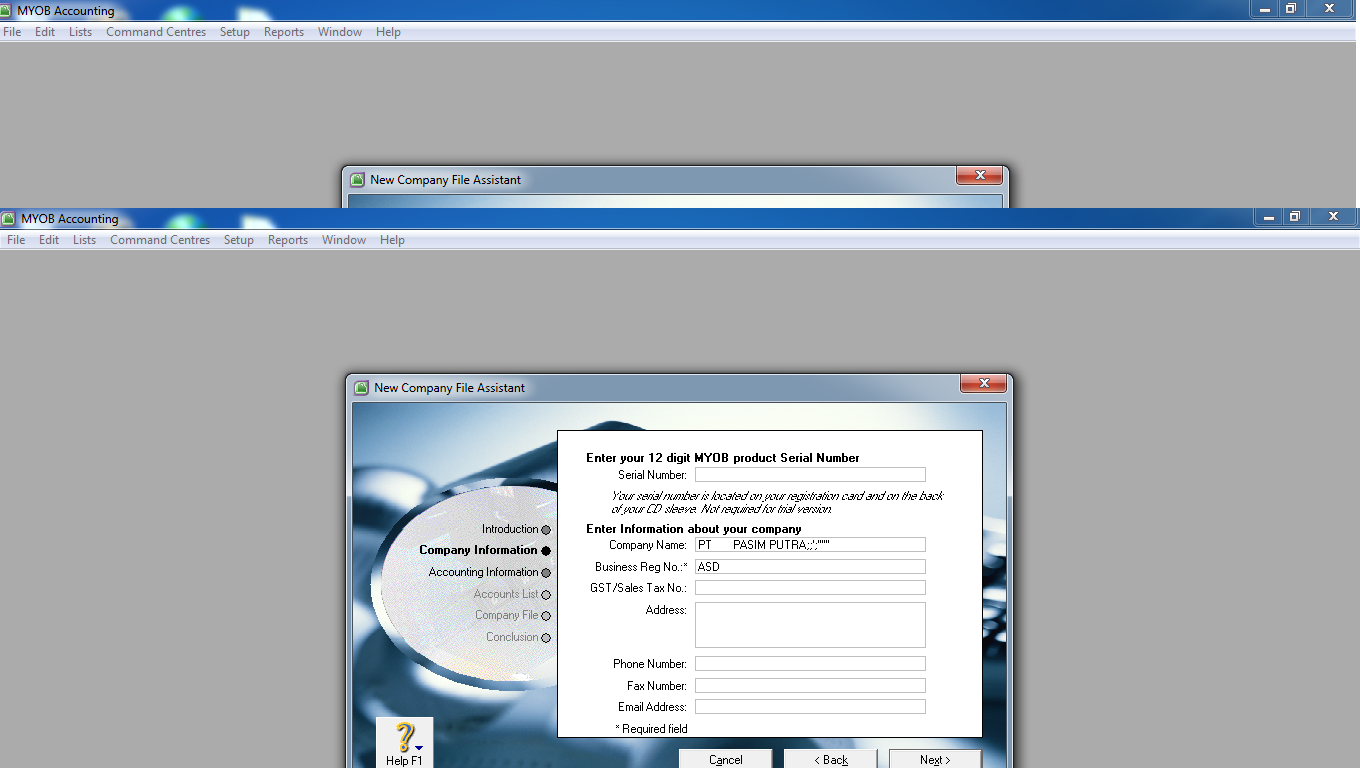 MYOB Accounting
File Edit Lists Command Centres Setup Reports Window Help
New Company File Assistant
MYOB Accounting
File Edit Lists Command Centres Setup Reports Window Help
New Company File Assistant
Enter your 12 digit MYOB product Serial Number
Serial Number:
Your serial number is located on your registration card and on the back
of your CD sleeve. Not required for trial version.
Introduction
Company Information
Accounting Information
Accounts List
Company File
Conclusion
Enter Information about your company
Company Name: PT PASIM PUTRA;;';"""
Business Reg No.:* ASD
GST/Sales Tax No.:
Address:
Phone Number:
Fax Number:
Email Address:
* Required field
Help F1
Cancel < Back Next >